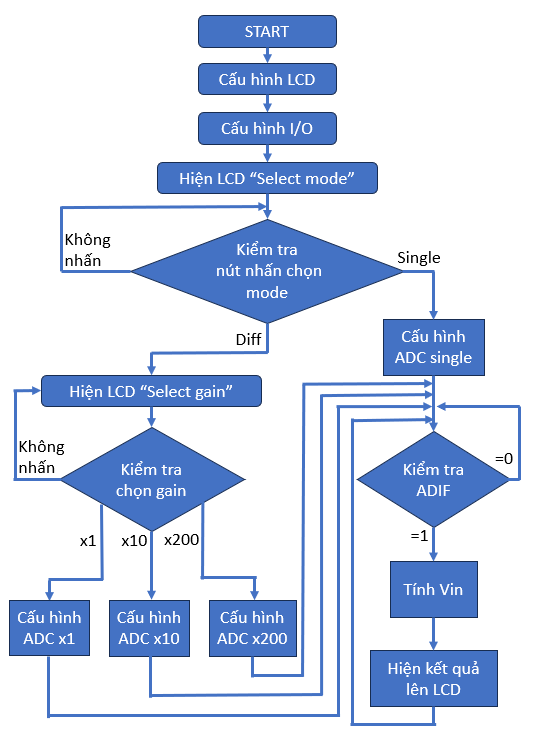 START
Cấu hình LCD
Cấu hình I/O
Hiện LCD “Select mode”
Không
nhấn
Kiểm tra
nút nhấn chọn
mode
Single
Diff
Cấu hình
ADC single
Hiện LCD “Select gain”
Không
nhấn
Kiểm tra
chọn gain
Kiểm tra
ADIF
=0
x1
x10
x200
=1
Cấu hình
ADC x1
Cấu hình
ADC x10
Cấu hình
ADC x200
Tính Vin
Hiện kết quả
lên LCD